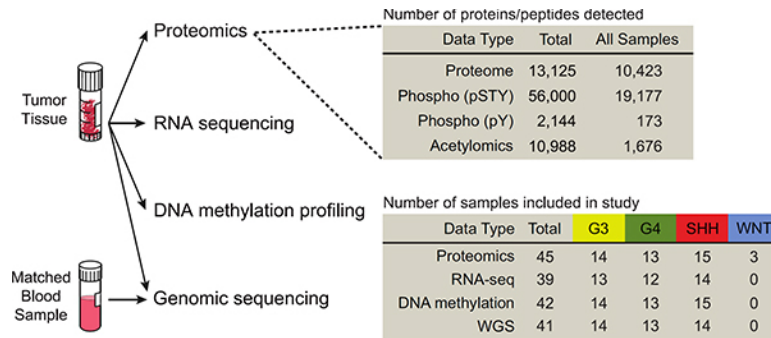 Tumor
Tissue
Proteomics
RNA sequencing
DNA methylation profiling
Matched
Blood
Sample
Genomic sequencing
Number of proteins/peptides detected
Data Type Total All Samples
Proteome 13,125 10,423
Phospho (pSTY) 56,000 19,177
Phospho (pY) 2,144 173
Acetylomics 10,988 1,676
Number of samples included in study
Data Type Total G3 G4 SHH WNT
Proteomics 45 14 13 15 3
RNA-seq 39 13 12 14 0
DNA methylation 42 14 13 15 0
WGS 41 14 13 14 0